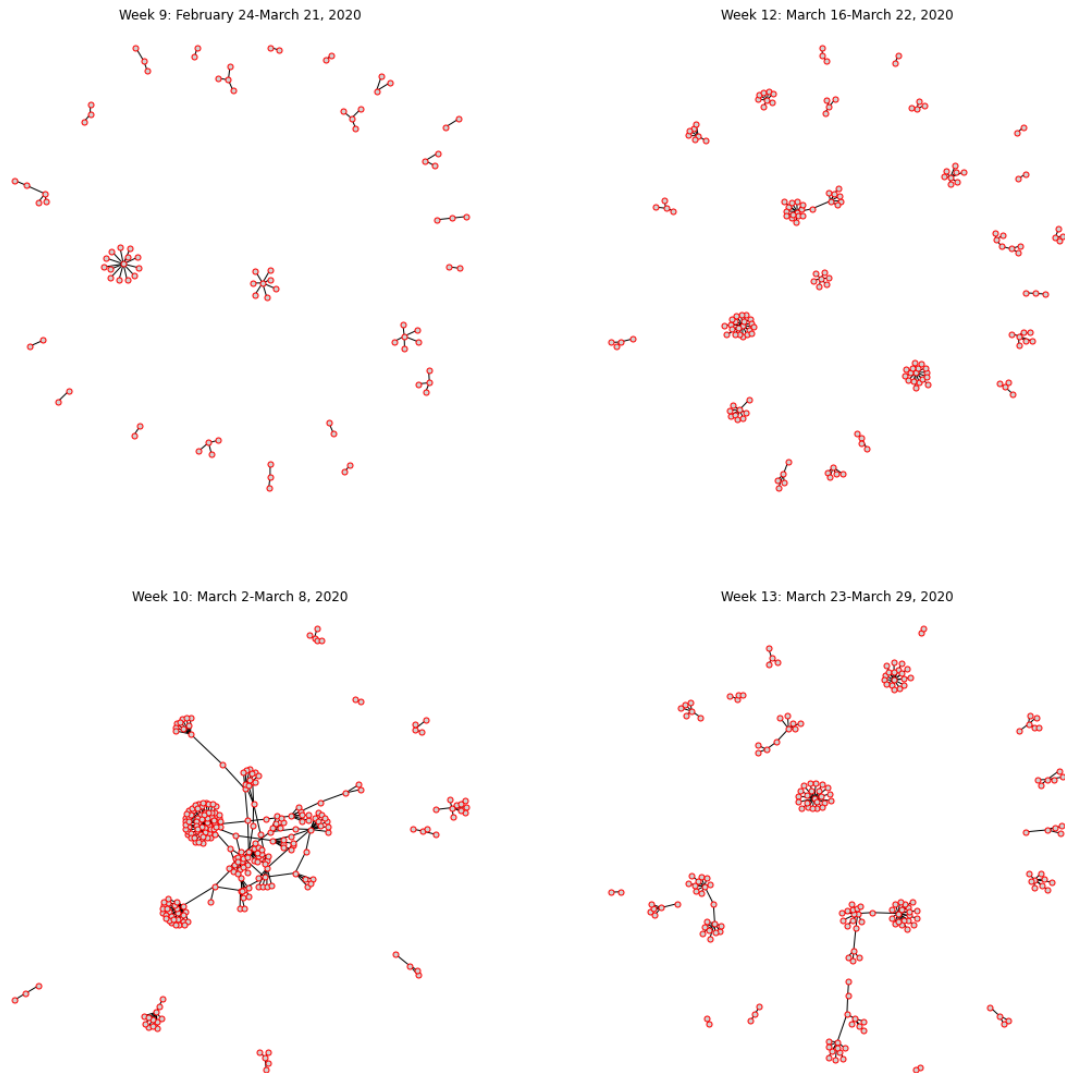 Week 9: February 24-March 21, 2020
Week 12: March 16-March 22, 2020
Week 10: March 2-March 8, 2020
Week 13: March 23-March 29, 2020